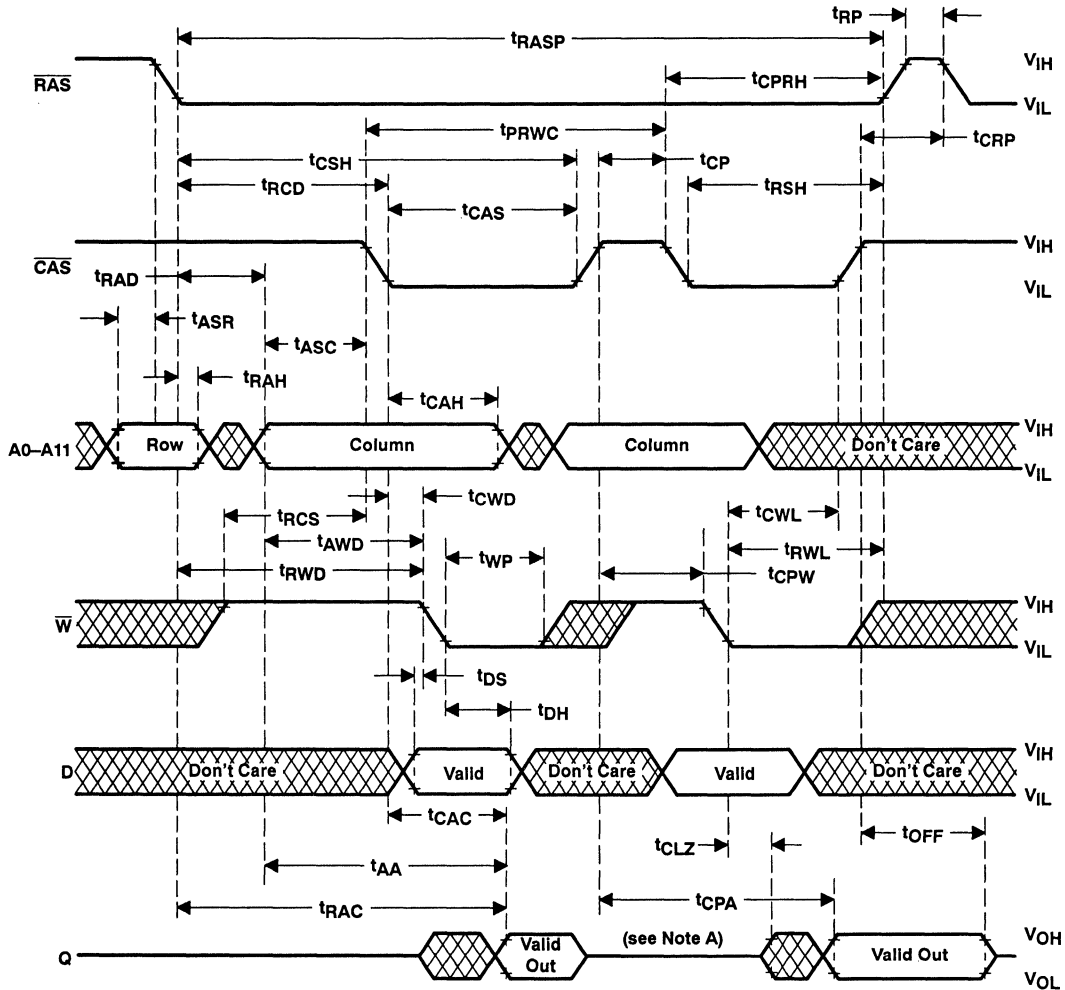 tRP
tRASP
VIH
RAS
tCPRH
VIL
tPRWC
tCRP
tCSH
tCP
tRCD
tRSH
tCAS
VIH
CAS
tRAD
VIL
tASR
tASC
tRAH
tCAH
VIH
A0–A11
Row
Column
Column
Don't Care
VIL
tCWD
tRCS
tCWL
tAWD
tWP
tRWL
tRWD
tCPW
VIH
W
VIL
tDS
tDH
VIH
D
Don't Care
Valid
Don't Care
Valid
Don't Care
VIL
tCAC
tOFF
tCLZ
tAA
tCPA
tRAC
VOH
Q
Valid
Out
(see Note A)
Valid Out
VOL